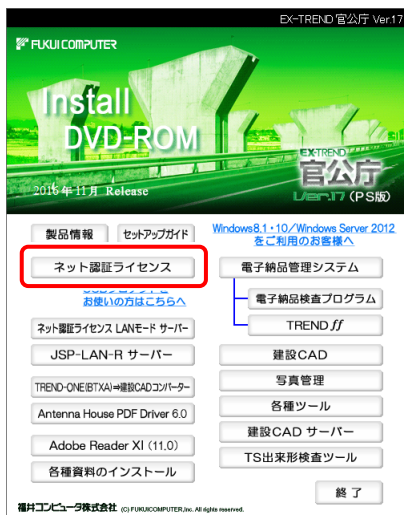 EX-TREND 官公庁 Ver.17
FUKUI COMPUTER
Install
DVD-ROM
2016年11月 Release
EX-TREND
官公庁
Ver.17 (PS版)
製品情報
セットアップガイド
Windows8.1・10/Windows Server 2012
をご利用のお客様へ
ネット認証ライセンス
お使いの方はこちらへ
ネット認証ライセンス LANモード サーバー
JSP-LAN-R サーバー
TREND-ONE(BTXA)⇒建設CADコンバーター
Antenna House PDF Driver 6.0
Adobe Reader XI (11.0)
各種資料のインストール
電子納品管理システム
電子納品検査プログラム
TREND ff
建設CAD
写真管理
各種ツール
建設CAD サーバー
TS出来形検査ツール
終了
福井コンピュータ株式会社 (C) FUKUICOMPUTER,Inc. All rights reserved.